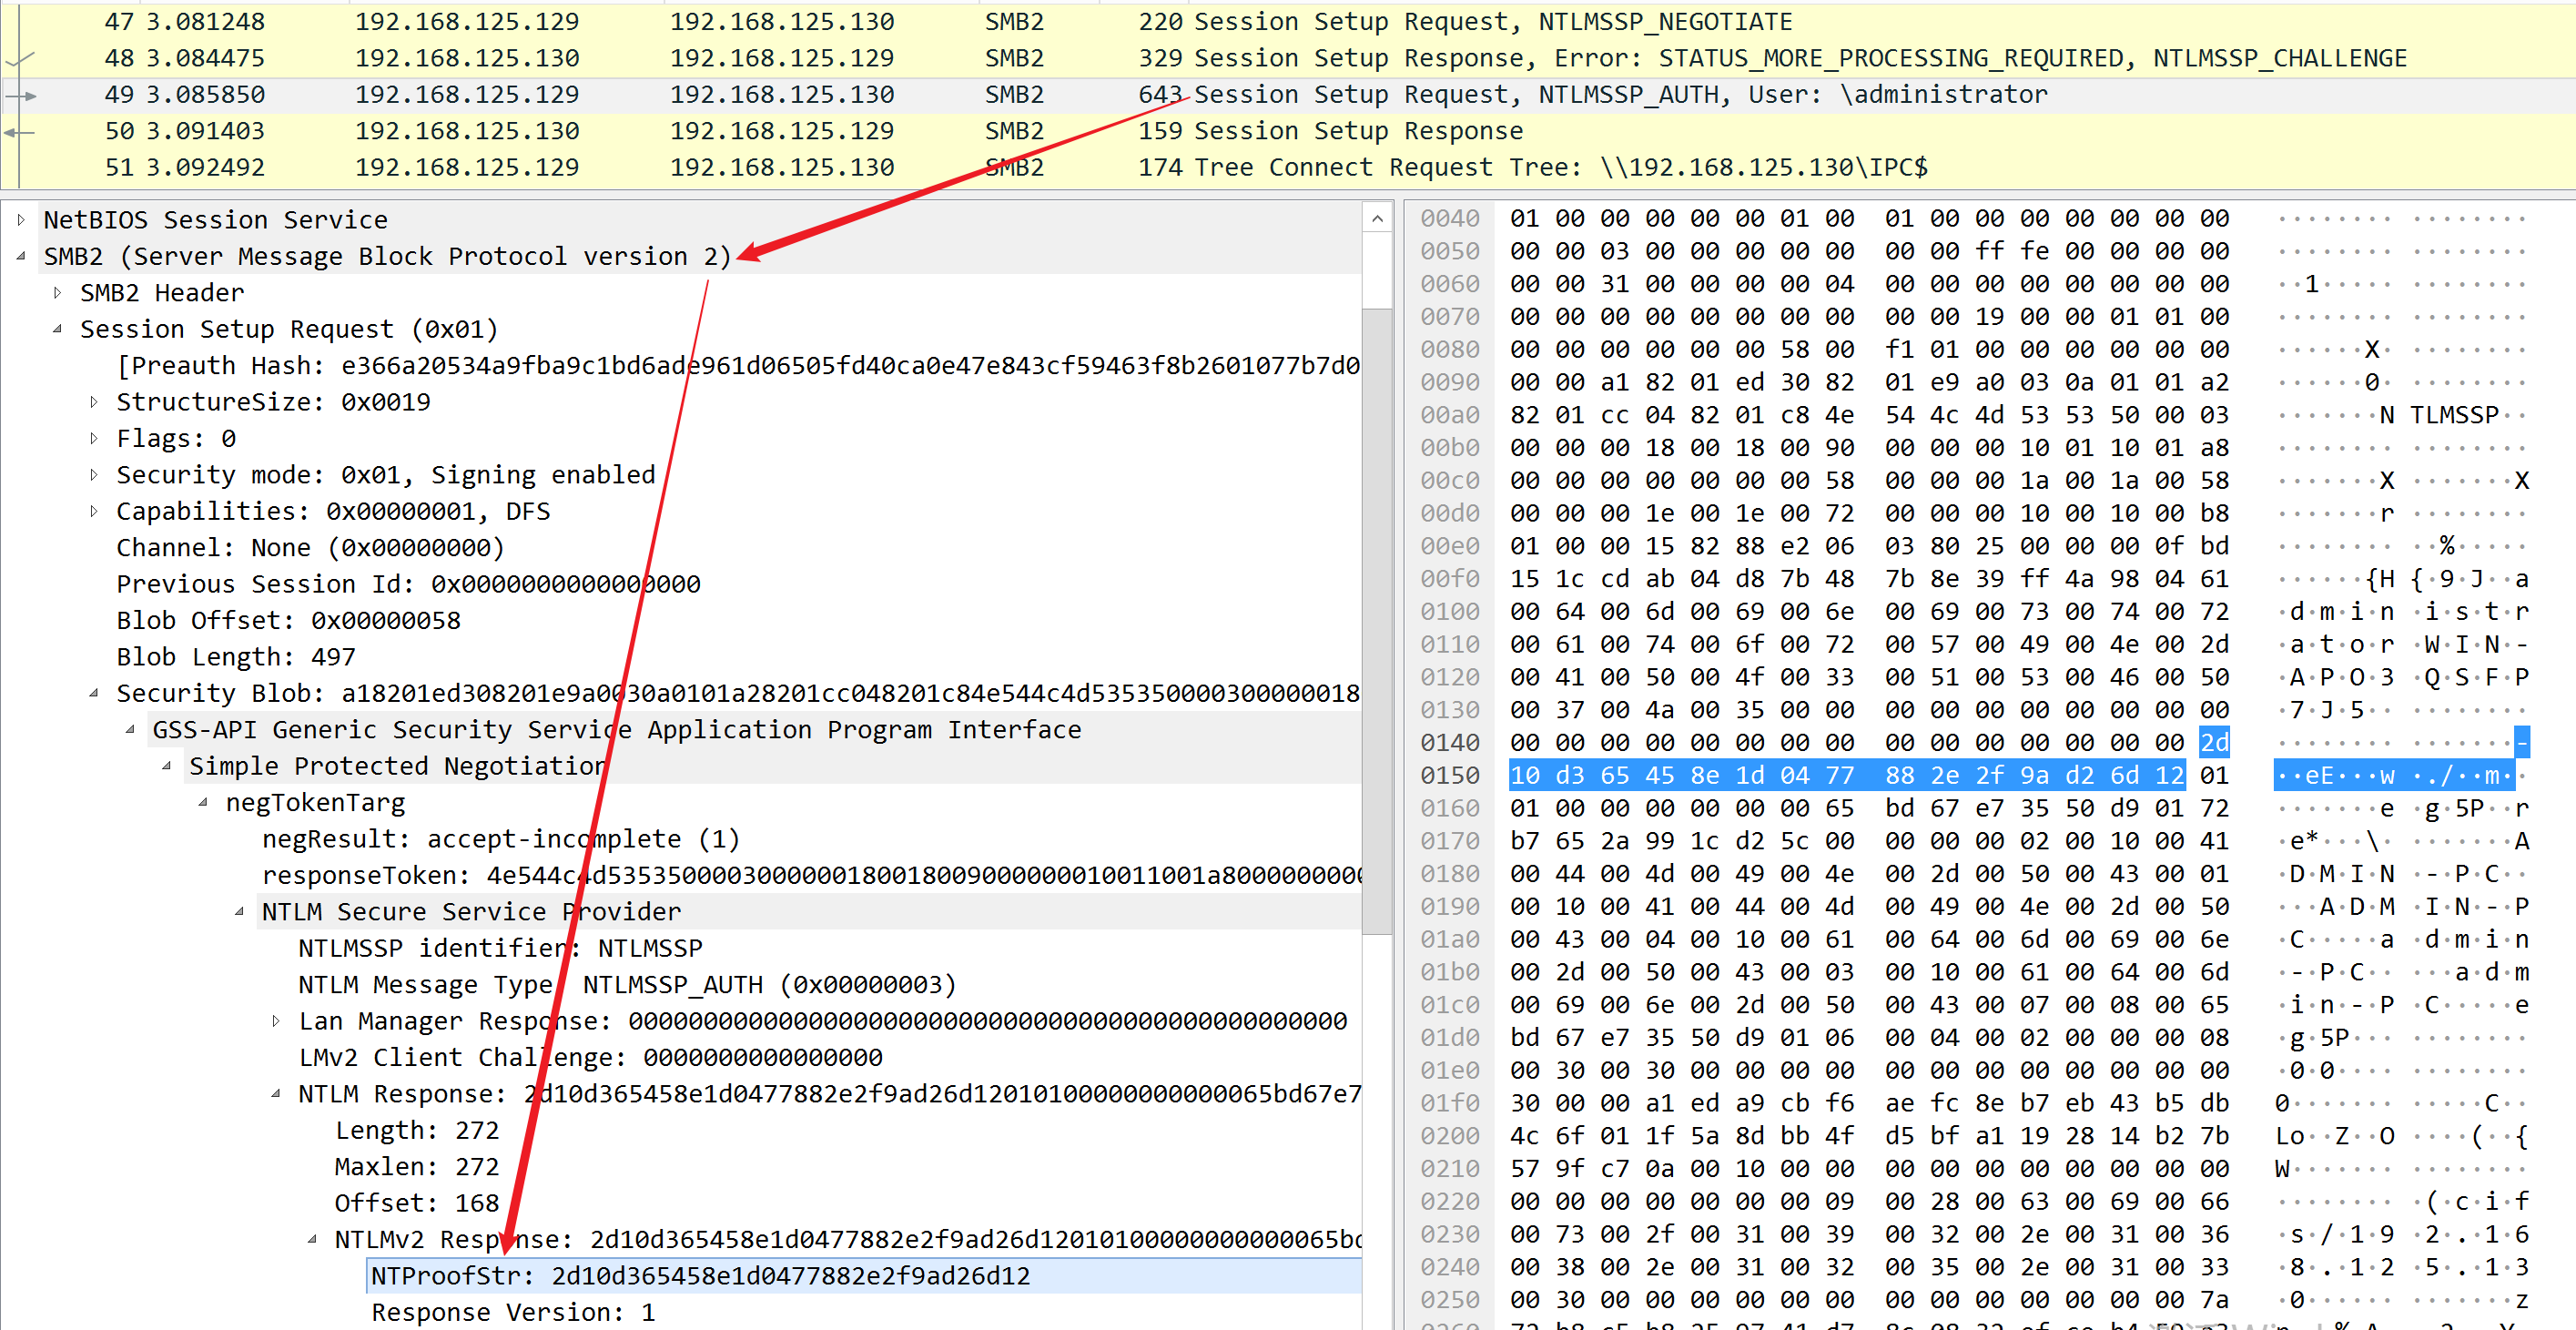 47 3.081248 192.168.125.129 192.168.125.130 SMB2 220 Session Setup Request, NTLMSSP_NEGOTIATE
48 3.084475 192.168.125.130 192.168.125.129 SMB2 329 Session Setup Response, Error: STATUS_MORE_PROCESSING_REQUIRED, NTLMSSP_CHALLENGE
49 3.085850 192.168.125.129 192.168.125.130 SMB2 643 Session Setup Request, NTLMSSP_AUTH, User: \administrator
50 3.091403 192.168.125.130 192.168.125.129 SMB2 159 Session Setup Response
51 3.092492 192.168.125.129 192.168.125.130 SMB2 174 Tree Connect Request Tree: \\192.168.125.130\IPC$
NetBIOS Session Service
SMB2 (Server Message Block Protocol version 2)
SMB2 Header
Session Setup Request (0x01)
[Preauth Hash: e366a20534a9fba9c1bd6ade961d06505fd40ca0e47e843cf59463f8b2601077b7d0
StructureSize: 0x0019
Flags: 0
Security mode: 0x01, Signing enabled
Capabilities: 0x00000001, DFS
Channel: None (0x00000000)
Previous Session Id: 0x0000000000000000
Blob Offset: 0x00000058
Blob Length: 497
Security Blob: a18201ed308201e9a0030a0101a28201cc048201c84e544c4d535350000300000018
GSS-API Generic Security Service Application Program Interface
Simple Protected Negotiation
negTokenTarg
negResult: accept-incomplete (1)
responseToken: 4e544c4d5353500003000000180018009000000010011001a8000000000
NTLM Secure Service Provider
NTLMSSP identifier: NTLMSSP
NTLM Message Type: NTLMSSP_AUTH (0x00000003)
Lan Manager Response: 000000000000000000000000000000000000000000000000
LMv2 Client Challenge: 0000000000000000
NTLM Response: 2d10d365458e1d0477882e2f9ad26d12010100000000000065bd67e7
Length: 272
Maxlen: 272
Offset: 168
NTLMv2 Response: 2d10d365458e1d0477882e2f9ad26d12010100000000000065bd
NTProofStr: 2d10d365458e1d0477882e2f9ad26d12
Response Version: 1
0040 01 00 00 00 00 00 01 00 01 00 00 00 00 00 00 00 ········ ········
0050 00 00 03 00 00 00 00 00 00 00 ff fe 00 00 00 00 ········ ········
0060 00 00 31 00 00 00 00 04 00 00 00 00 00 00 00 00 ··1····· ········
0070 00 00 00 00 00 00 00 00 00 00 19 00 00 01 01 00 ········ ········
0080 00 00 00 00 00 00 58 00 f1 01 00 00 00 00 00 00 ······X· ········
0090 00 00 a1 82 01 ed 30 82 01 e9 a0 03 0a 01 01 a2 ······0· ········
00a0 82 01 cc 04 82 01 c8 4e 54 4c 4d 53 53 50 00 03 ·······N TLMSSP··
00b0 00 00 00 18 00 18 00 90 00 00 00 10 01 10 01 a8 ········ ········
00c0 00 00 00 00 00 00 00 58 00 00 00 1a 00 1a 00 58 ·······X ·······X
00d0 00 00 00 1e 00 1e 00 72 00 00 00 10 00 10 00 b8 ·······r ········
00e0 01 00 00 15 82 88 e2 06 03 80 25 00 00 00 0f bd ········ ··%·····
00f0 15 1c cd ab 04 d8 7b 48 7b 8e 39 ff 4a 98 04 61 ······{H {·9·J··a
0100 00 64 00 6d 00 69 00 6e 00 69 00 73 00 74 00 72 ·d·m·i·n ·i·s·t·r
0110 00 61 00 74 00 6f 00 72 00 57 00 49 00 4e 00 2d ·a·t·o·r ·W·I·N·-
0120 00 41 00 50 00 4f 00 33 00 51 00 53 00 46 00 50 ·A·P·O·3 ·Q·S·F·P
0130 00 37 00 4a 00 35 00 00 00 00 00 00 00 00 00 00 ·7·J·5·· ········
0140 00 00 00 00 00 00 00 00 00 00 00 00 00 00 00 2d ········ ·······-
0150 10 d3 65 45 8e 1d 04 77 88 2e 2f 9a d2 6d 12 01 ··eE···w ·./··m··
0160 01 00 00 00 00 00 00 65 bd 67 e7 35 50 d9 01 72 ·······e ·g·5P··r
0170 b7 65 2a 99 1c d2 5c 00 00 00 00 02 00 10 00 41 ·e*···\· ·······A
0180 00 44 00 4d 00 49 00 4e 00 2d 00 50 00 43 00 01 ·D·M·I·N ·-·P·C··
0190 00 10 00 41 00 44 00 4d 00 49 00 4e 00 2d 00 50 ···A·D·M ·I·N·-·P
01a0 00 43 00 04 00 10 00 61 00 64 00 6d 00 69 00 6e ·C·····a ·d·m·i·n
01b0 00 2d 00 50 00 43 00 03 00 10 00 61 00 64 00 6d ·-·P·C·· ···a·d·m
01c0 00 69 00 6e 00 2d 00 50 00 43 00 07 00 08 00 65 ·i·n·-·P ·C·····e
01d0 bd 67 e7 35 50 d9 01 06 00 04 00 02 00 00 00 08 ·g·5P··· ········
01e0 00 30 00 30 00 00 00 00 00 00 00 00 00 00 00 00 ·0·0···· ········
01f0 30 00 00 a1 ed a9 cb f6 ae fc 8e b7 eb 43 b5 db 0······· ·····C··
0200 4c 6f 01 1f 5a 8d bb 4f d5 bf a1 19 28 14 b2 7b Lo··Z··O ····(··{
0210 57 9f c7 0a 00 10 00 00 00 00 00 00 00 00 00 00 W······· ········
0220 00 00 00 00 00 00 00 09 00 28 00 63 00 69 00 66 ········ ·(·c·i·f
0230 00 73 00 2f 00 31 00 39 00 32 00 2e 00 31 00 36 ·s·/·1·9 ·2·.·1·6
0240 00 38 00 2e 00 31 00 32 00 35 00 2e 00 31 00 33 ·8·.·1·2 ·5·.·1·3
0250 00 30 00 00 00 00 00 00 00 00 00 00 00 00 00 7a ·0······ ·······z